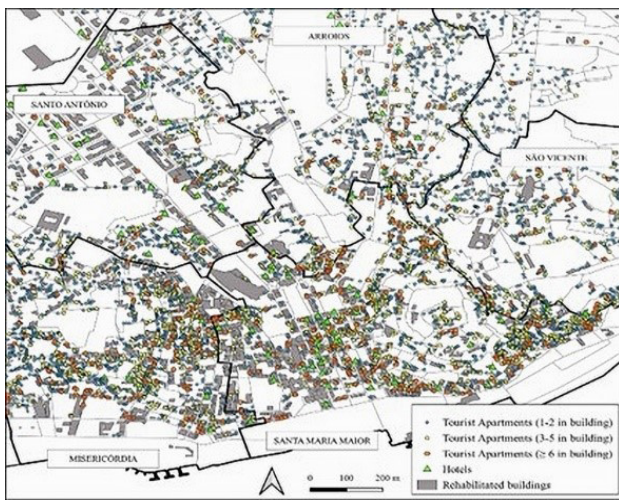 ARROIOS
SANTO ANTÓNIO
SÃO VICENTE
SANTA MARIA MAIOR
MISERICÓRDIA
0 100 200 m
Tourist Apartments (1-2 in building)
Tourist Apartments (3-5 in building)
Tourist Apartments (≥ 6 in building)
Hotels
Rehabilitated buildings